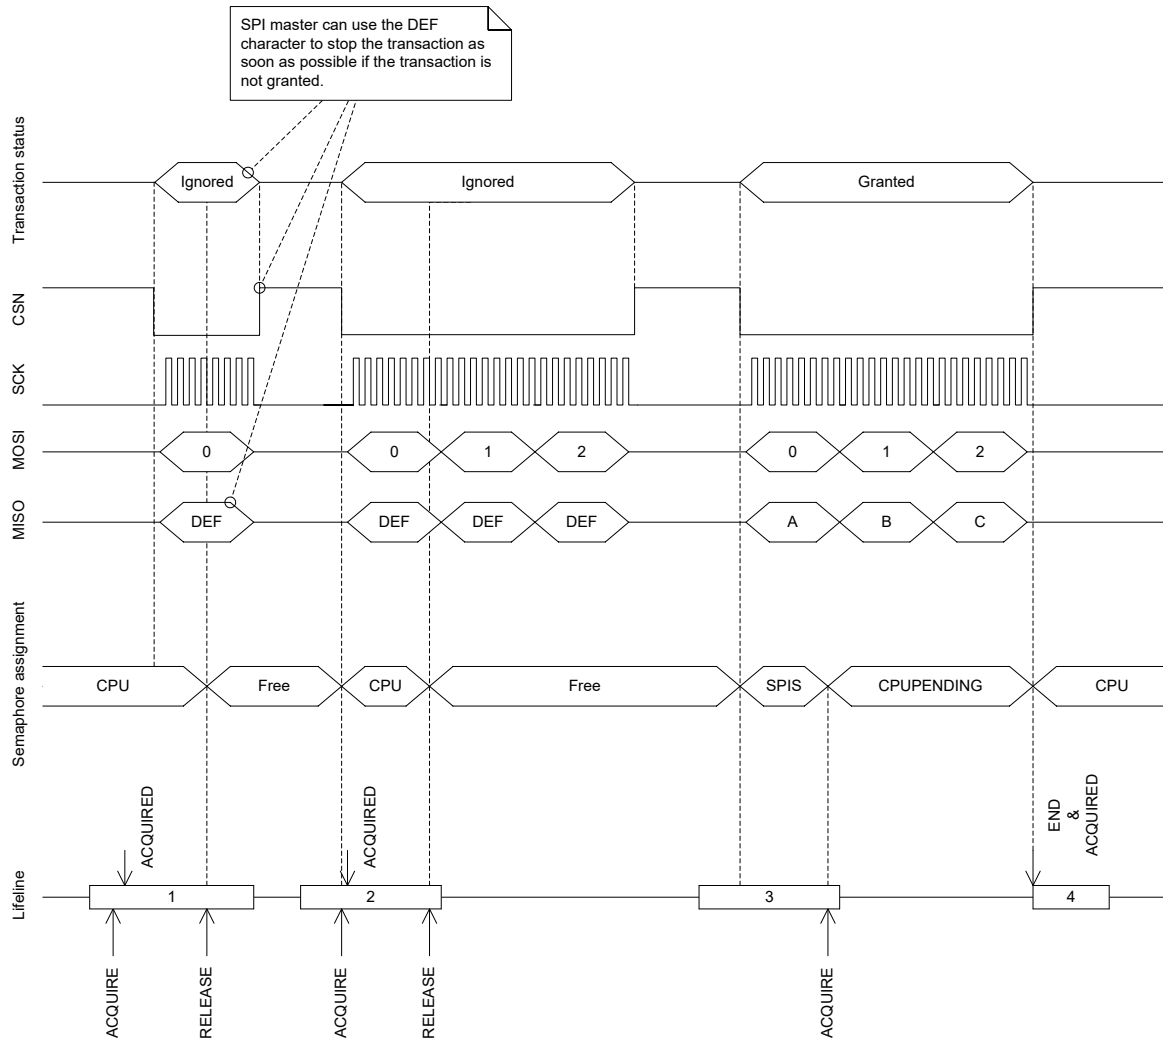 SPI master can use the DEF
character to stop the transaction as
soon as possible if the transaction is
not granted.
Transaction status
Ignored
Ignored
Granted
CSN
SCK
MOSI
0
0
1
2
0
1
2
MISO
DEF
DEF
DEF
DEF
A
B
C
Semaphore assignment
CPU
Free
CPU
Free
SPIS
CPUPENDING
CPU
ACQUIRED
ACQUIRED
END
&
ACQUIRED
Lifeline
1
2
3
4
ACQUIRE
RELEASE
ACQUIRE
RELEASE
ACQUIRE